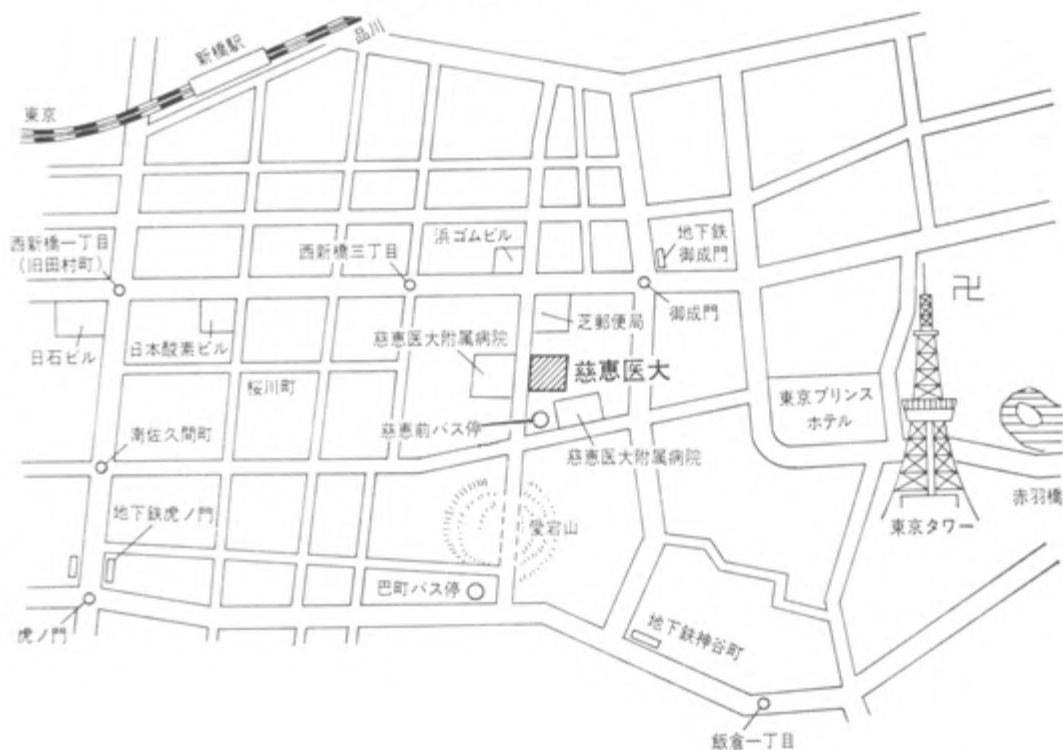 品川
新橋駅
東京
西新橋一丁目
(旧田村町)
西新橋三丁目
浜ゴムビル
地下鉄
御成門
御成門
日石ビル
日本酸素ビル
慈恵医大附属病院
芝郵便局
慈恵医大
桜川町
東京プリンス
ホテル
慈恵前バス停
慈恵医大附属病院
南佐久間町
赤羽橋
地下鉄虎ノ門
愛宕山
東京タワー
巴町バス停
虎ノ門
地下鉄神谷町
飯倉一丁目